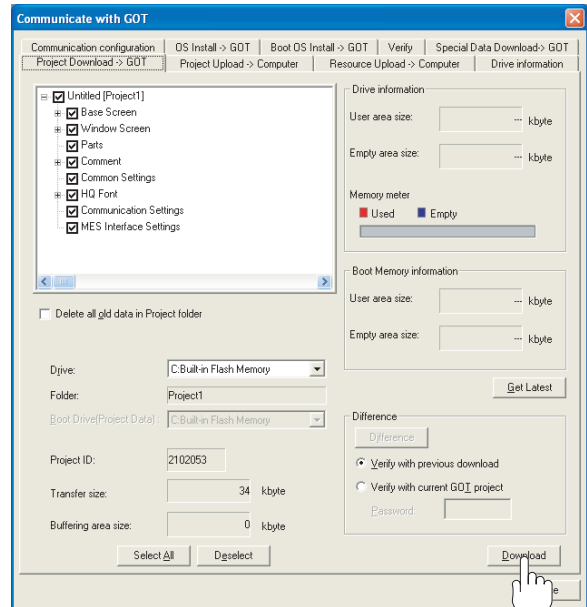 Communicate with GOT
Communication configuration OS Install -> GOT Boot OS Install -> GOT Verify Special Data Download-> GOT
Project Download -> GOT Project Upload -> Computer Resource Upload -> Computer Drive information
Untitled [Project1]
Base Screen
Window Screen
Parts
Comment
Common Settings
HQ Font
Communication Settings
MES Interface Settings
Delete all old data in Project folder
Drive: C:Built-in Flash Memory
Folder: Project1
Boot Drive(Project Data) : C:Built-in Flash Memory
Project ID: 2102053
Transfer size: 34 kbyte
Buffering area size: 0 kbyte
Select All Deselect
Drive information
User area size: --- kbyte
Empty area size: --- kbyte
Memory meter
Used Empty
Boot Memory information
User area size: --- kbyte
Empty area size: --- kbyte
Get Latest
Difference
Difference
Verify with previous download
Verify with current GOT project
Password:
Download